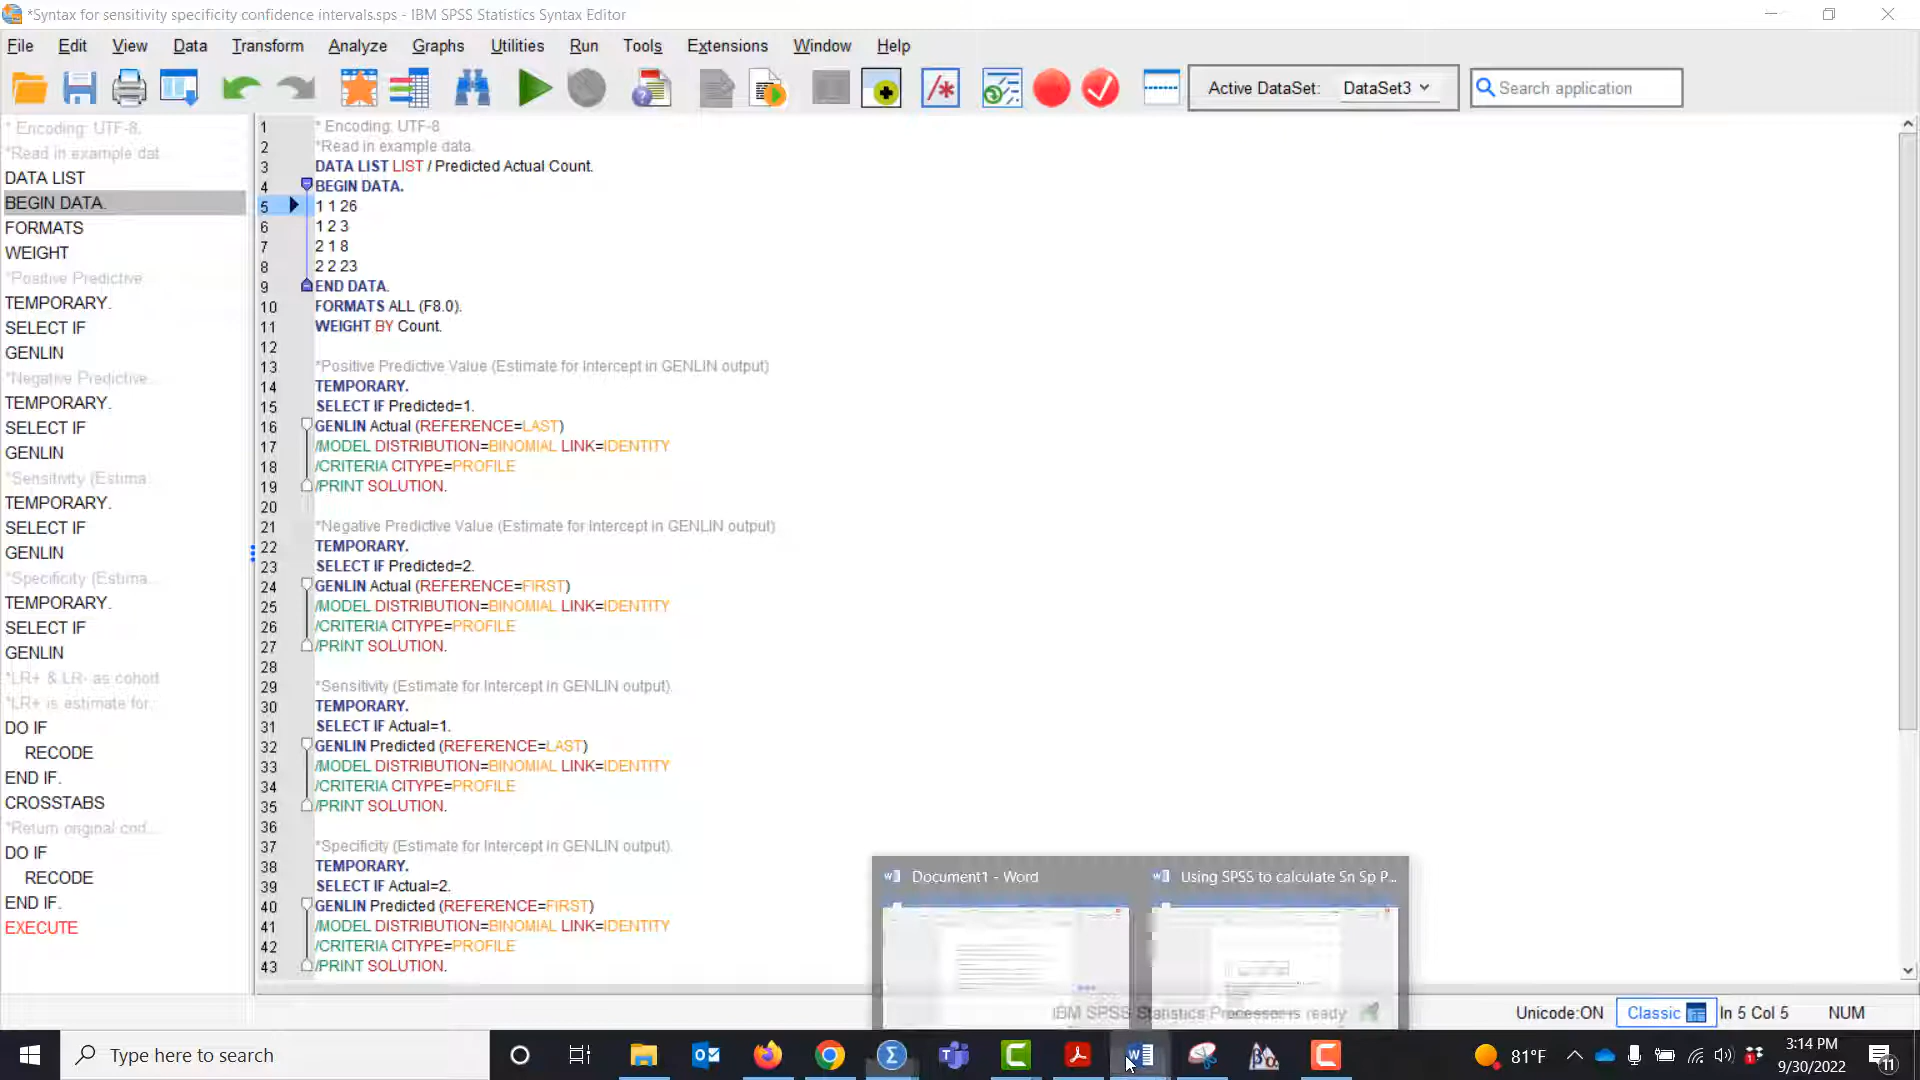 *Syntax for sensitivity specificity confidence intervals.sps - IBM SPSS Statistics Syntax Editor
File Edit View Data Transform Analyze Graphs Utilities Run Tools Extensions Window Help
Active DataSet: DataSet3 Search application
* Encoding: UTF-8.
*Read in example dat...
DATA LIST
BEGIN DATA.
FORMATS
WEIGHT
*Positive Predictive...
TEMPORARY.
SELECT IF
GENLIN
*Negative Predictive...
TEMPORARY.
SELECT IF
GENLIN
*Sensitivity (Estima...
TEMPORARY.
SELECT IF
GENLIN
*Specificity (Estima...
TEMPORARY.
SELECT IF
GENLIN
*LR+ & LR- as cohort
*LR+ is estimate for...
DO IF
RECODE
END IF.
CROSSTABS
*Return original cod...
DO IF
RECODE
END IF.
EXECUTE
1 * Encoding: UTF-8
2 *Read in example data.
3 DATA LIST LIST / Predicted Actual Count.
4 BEGIN DATA.
5 1 1 26
6 1 2 3
7 2 1 8
8 2 2 23
9 END DATA.
10 FORMATS ALL (F8.0).
11 WEIGHT BY Count.
12
13 *Positive Predictive Value (Estimate for Intercept in GENLIN output)
14 TEMPORARY.
15 SELECT IF Predicted=1.
16 GENLIN Actual (REFERENCE=LAST)
17 /MODEL DISTRIBUTION=BINOMIAL LINK=IDENTITY
18 /CRITERIA CITYPE=PROFILE
19 /PRINT SOLUTION.
20
21 *Negative Predictive Value (Estimate for Intercept in GENLIN output)
22 TEMPORARY.
23 SELECT IF Predicted=2.
24 GENLIN Actual (REFERENCE=FIRST)
25 /MODEL DISTRIBUTION=BINOMIAL LINK=IDENTITY
26 /CRITERIA CITYPE=PROFILE
27 /PRINT SOLUTION.
28
29 *Sensitivity (Estimate for Intercept in GENLIN output).
30 TEMPORARY.
31 SELECT IF Actual=1.
32 GENLIN Predicted (REFERENCE=LAST)
33 /MODEL DISTRIBUTION=BINOMIAL LINK=IDENTITY
34 /CRITERIA CITYPE=PROFILE
35 /PRINT SOLUTION.
36
37 *Specificity (Estimate for Intercept in GENLIN output).
38 TEMPORARY.
39 SELECT IF Actual=2.
40 GENLIN Predicted (REFERENCE=FIRST)
41 /MODEL DISTRIBUTION=BINOMIAL LINK=IDENTITY
42 /CRITERIA CITYPE=PROFILE
43 /PRINT SOLUTION.
Document1 - Word
Using SPSS to calculate Sn Sp P...
IBM SPSS Statistics Processor is ready
Unicode:ON Classic In 5 Col 5 NUM
Type here to search
81°F
3:14 PM
9/30/2022
11